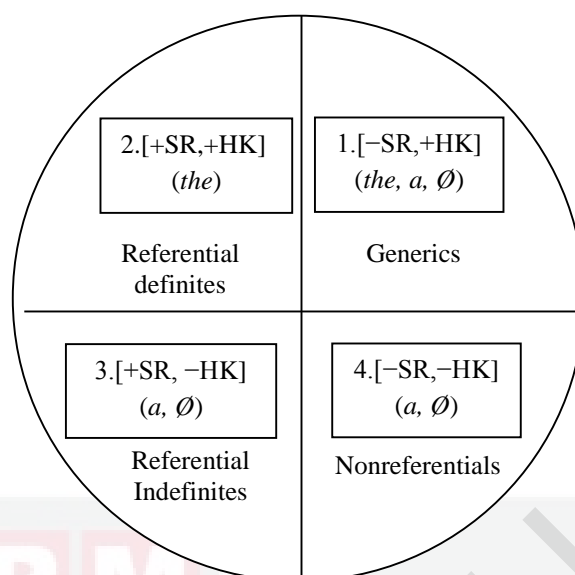 2.[+SR,+HK]
(the)
Referential
definites
1.[−SR,+HK]
(the, a, Ø)
Generics
3.[+SR, −HK]
(a, Ø)
Referential
Indefinites
4.[−SR,−HK]
(a, Ø)
Nonreferentials